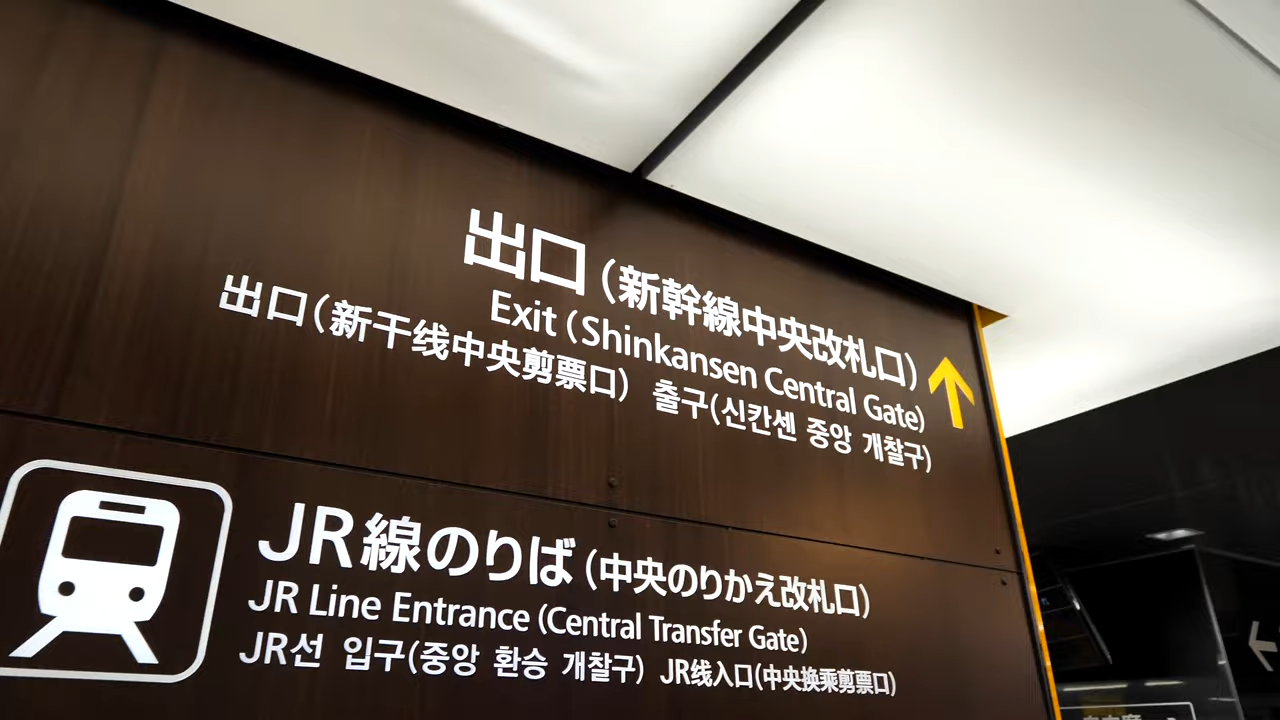 出口(新幹線中央改札口)
Exit (Shinkansen Central Gate)
出口(新干线中央剪票口) 출구(신칸센 중앙 개찰구)
JR線のりば(中央のりかえ改札口)
JR Line Entrance (Central Transfer Gate)
JR선 입구(중앙 환승 개찰구) JR线入口(中央换乘剪票口)